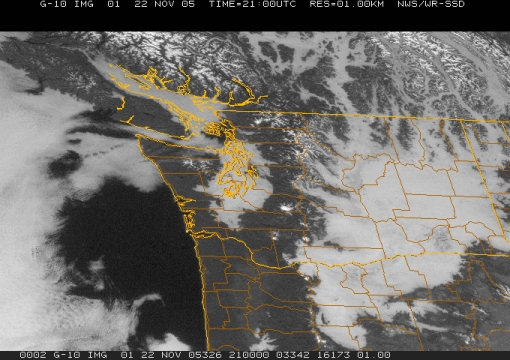 G-10 IMG 01 22 NOV 05 TIME=21:00UTC RES=01.00KM NWS/WR-SSD
0002 G-10 IMG 01 22 NOV 05326 210000 03342 16173 01.00